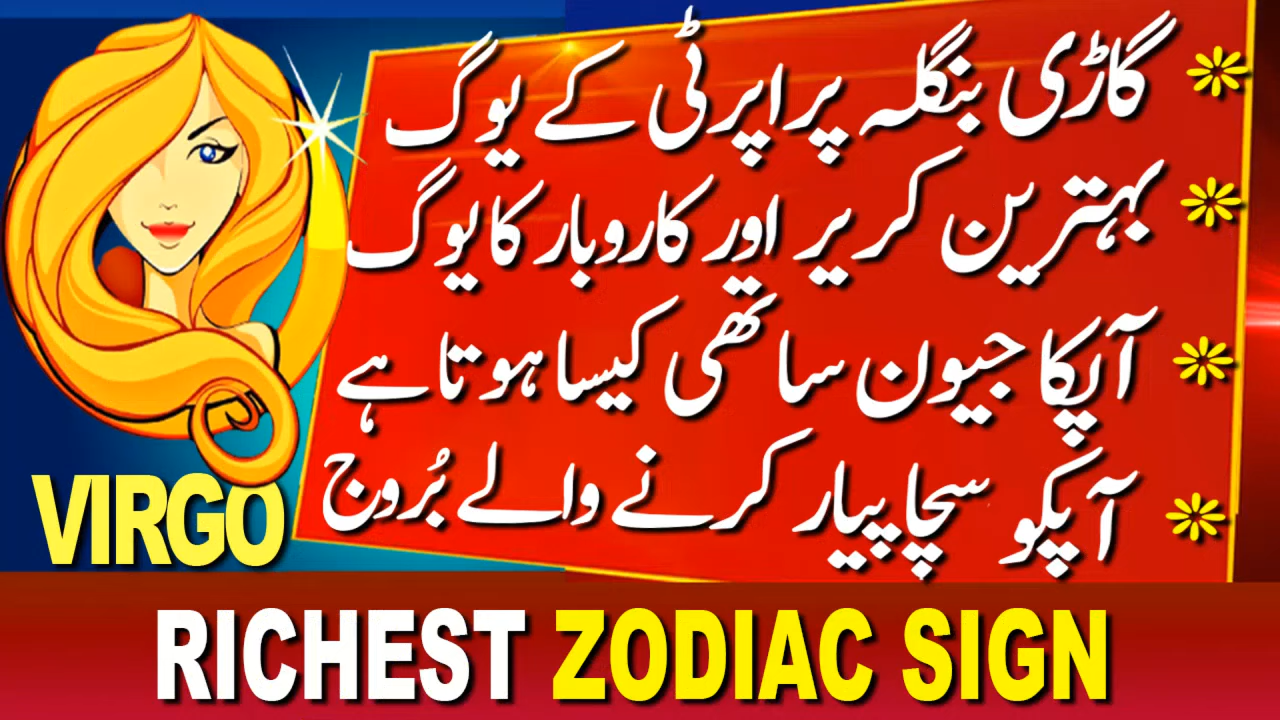 گاڑی بنگلہ پراپرٹی کے یوگ
بہترین کریر اور کاروبار کا یوگ
آپکا جیون ساتھی کیسا ہوتا ہے
آپکو سچا پیار کرنے والے بُروج
VIRGO
RICHEST ZODIAC SIGN